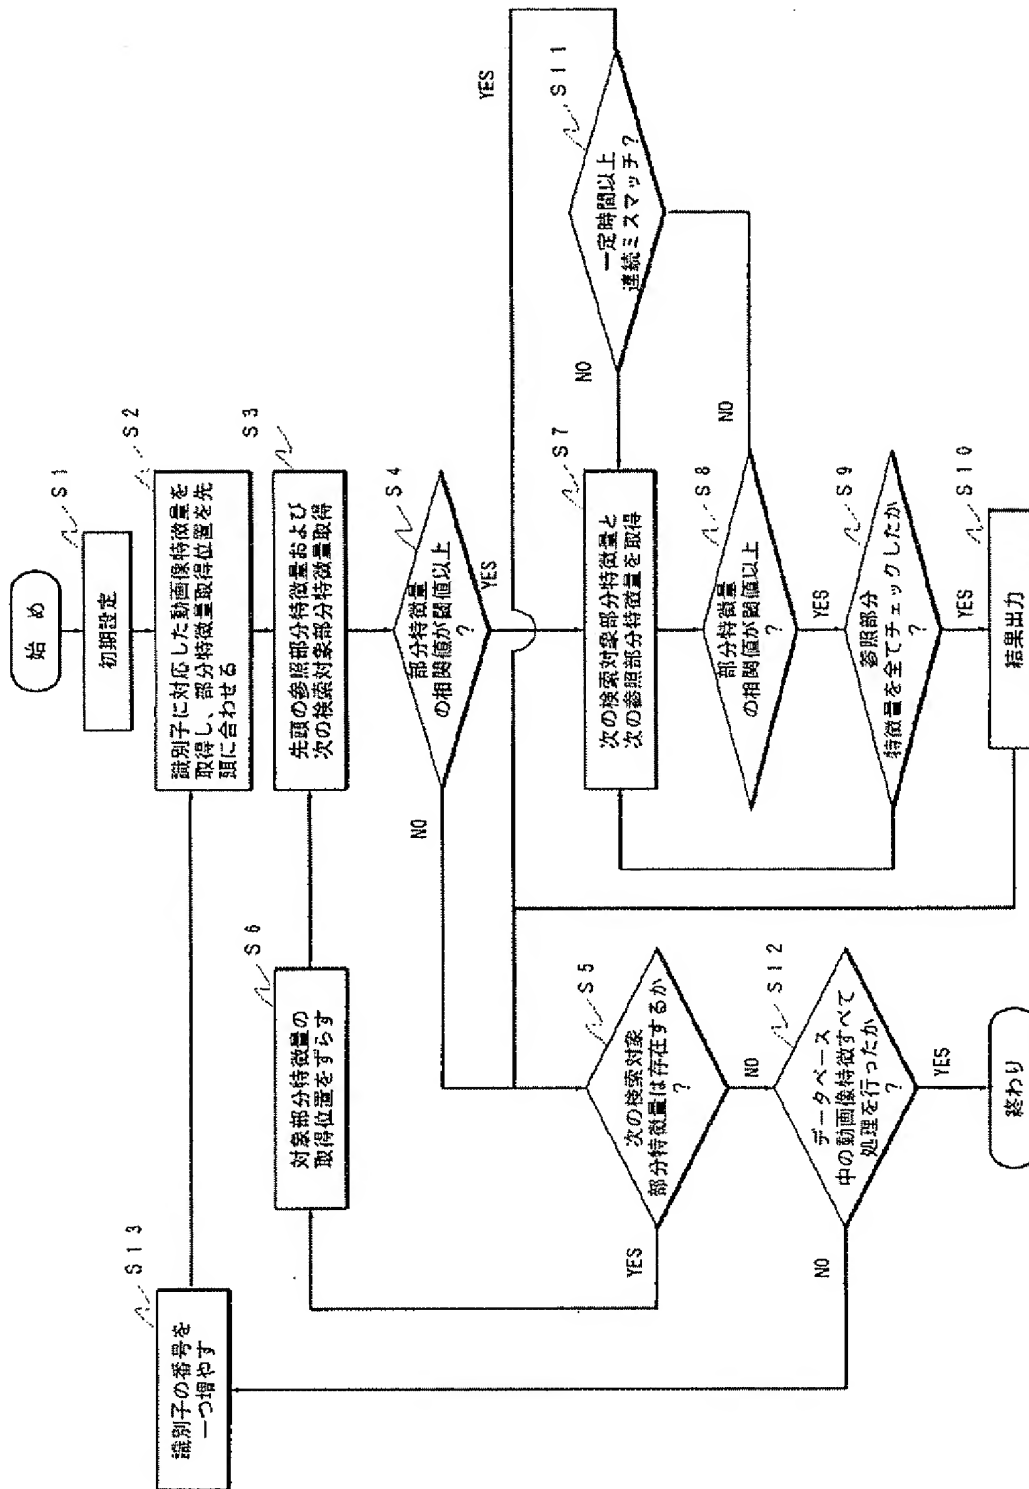 始 め
初期設定
S1
識別子に対応した動画像特徴量を
取得し、部分特徴量取得位置を先
頭に合わせる
S2
先頭の参照部分特徴量および
次の検索対象部分特徴量取得
S3
部分特徴量
の相関値が閾値以上
?
S4
NO
YES
次の検索対象
部分特徴量は存在するか
?
S5
YES
NO
対象部分特徴量の
取得位置をずらす
S6
次の検索対象部分特徴量と
次の参照部分特徴量を取得
S7
部分特徴量
の相関値が閾値以上
?
S8
NO
YES
参照部分
特徴量を全てチェックしたか
?
S9
YES
結果出力
S10
一定時間以上
連続ミスマッチ?
S11
NO
YES
データベース
中の動画像特徴すべて
処理を行ったか
?
S12
NO
YES
識別子の番号を
一つ増やす
S13
終わり